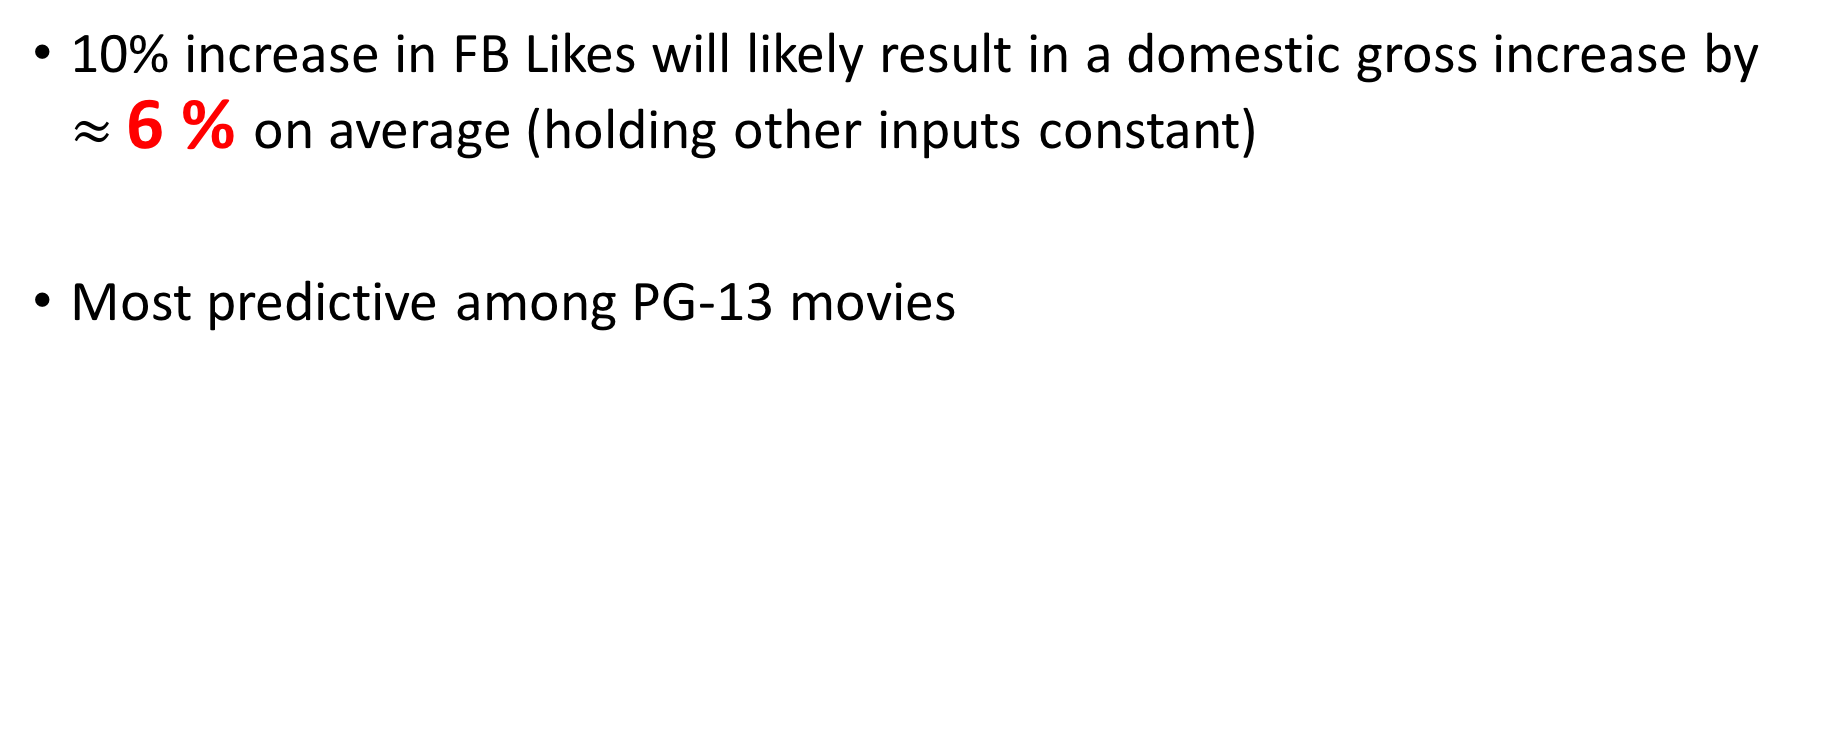 • 10% increase in FB Likes will likely result in a domestic gross increase by
≈ 6 % on average (holding other inputs constant)
• Most predictive among PG-13 movies